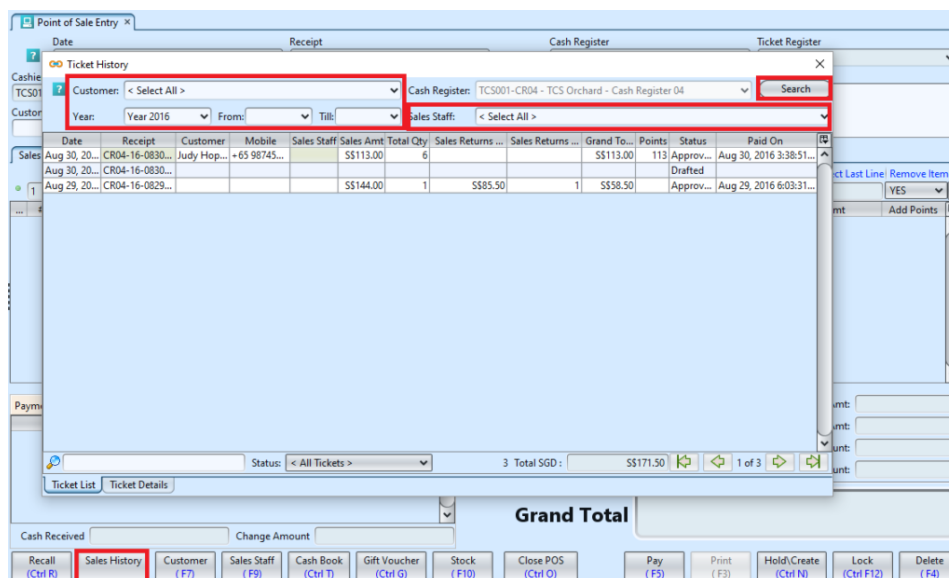 Point of Sale Entry ×
Date Receipt Cash Register Ticket Register
?
Ticket History ×
Cashie
TCS01
? Customer: < Select All > Cash Register: TCS001-CR04 - TCS Orchard - Cash Register 04 Search
Custor
Year: Year 2016 From: Till: Sales Staff: < Select All >
Date Receipt Customer Mobile Sales Staff Sales Amt Total Qty Sales Returns ... Sales Returns ... Grand To... Points Status Paid On
Aug 30, 20... CR04-16-0830... Judy Hop... +65 98745... S$113.00 6 S$113.00 113 Approv... Aug 30, 2016 3:38:51...
Aug 30, 20... CR04-16-0830... Drafted
Aug 29, 20... CR04-16-0829... S$144.00 1 S$85.50 1 S$58.50 Approv... Aug 29, 2016 6:03:31...
Sales
ct Last Line Remove Item
1 YES
... mt Add Points
Payme
mt:
mt:
unt:
unt:
Status: < All Tickets > 3 Total SGD : S$171.50 1 of 3
Ticket List Ticket Details
Grand Total
Cash Received Change Amount
Recall Sales History Customer Sales Staff Cash Book Gift Voucher Stock Close POS Pay Print Hold\Create Lock Delete
(Ctrl R) (F7) (F9) (Ctrl T) (Ctrl G) (F10) (Ctrl O) (F5) (F3) (Ctrl N) (Ctrl F12) (F4)